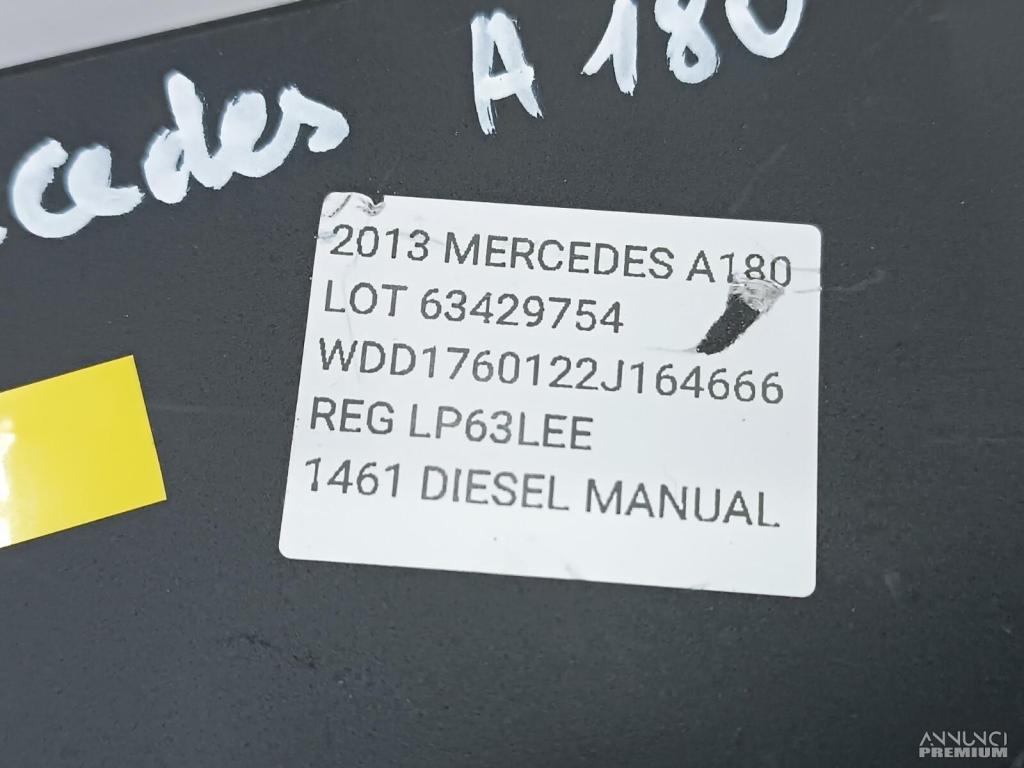 cedes A 180
2013 MERCEDES A180
LOT 63429754
WDD1760122J164666
REG LP63LEE
1461 DIESEL MANUAL
ANNUNCI
PREMIUM